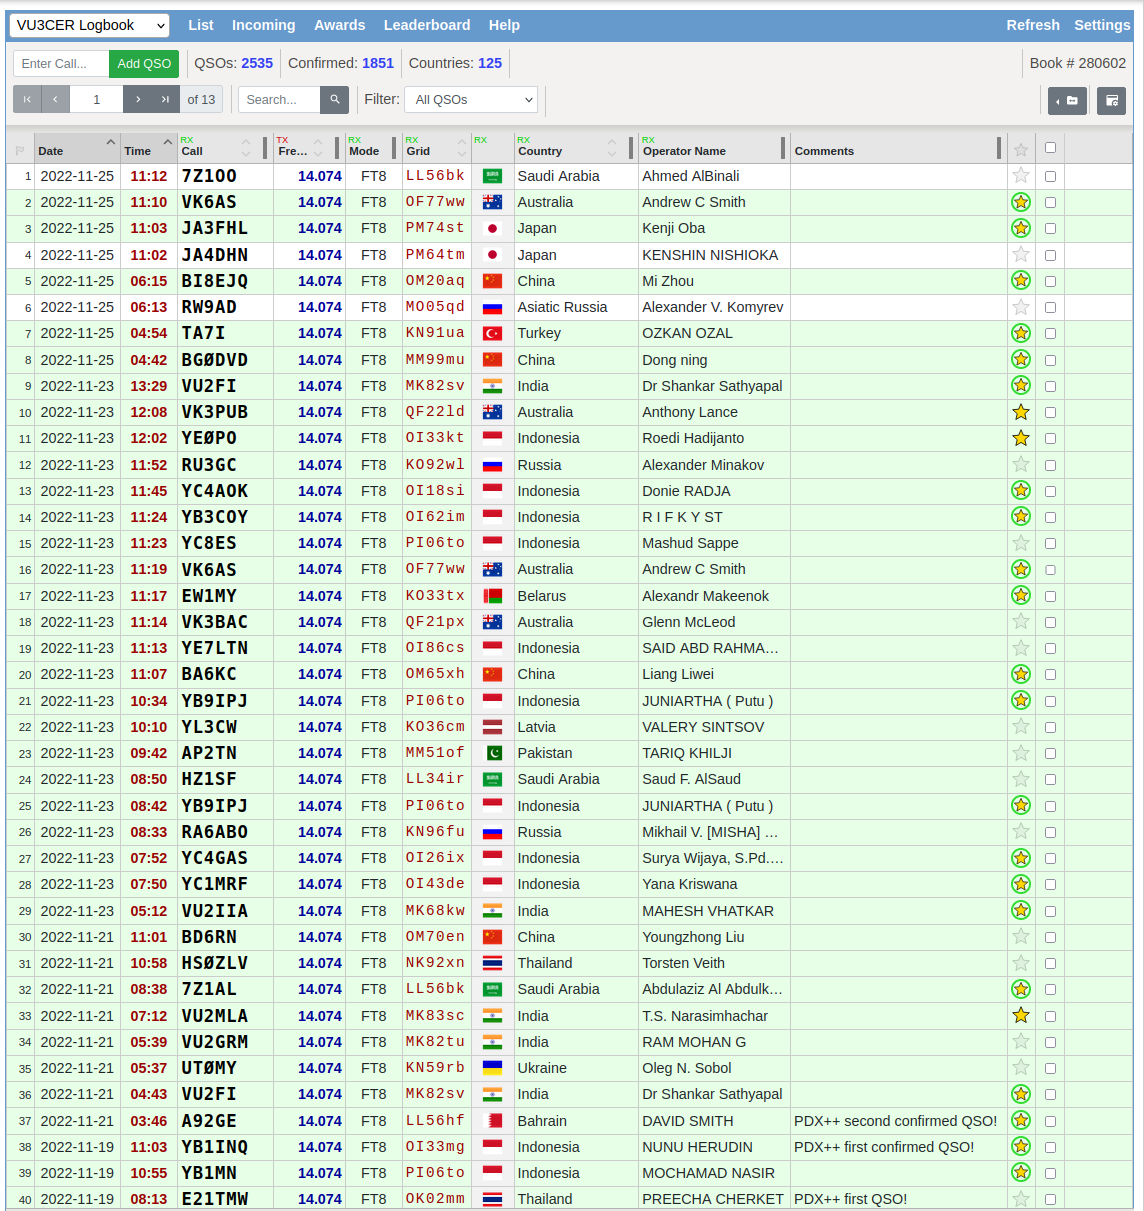 VU3CER Logbook List Incoming Awards Leaderboard Help Refresh Settings
Enter Call... Add QSO QSOs: 2535 Confirmed: 1851 Countries: 125 Book # 280602
1 of 13 Search... Filter: All QSOs
RX TX RX RX RX RX RX
Date Time Call Fre... Mode Grid Country Operator Name Comments
1 2022-11-25 11:12 7Z1OO 14.074 FT8 LL56bk Saudi Arabia Ahmed AlBinali
2 2022-11-25 11:10 VK6AS 14.074 FT8 OF77ww Australia Andrew C Smith
3 2022-11-25 11:03 JA3FHL 14.074 FT8 PM74st Japan Kenji Oba
4 2022-11-25 11:02 JA4DHN 14.074 FT8 PM64tm Japan KENSHIN NISHIOKA
5 2022-11-25 06:15 BI8EJQ 14.074 FT8 OM20aq China Mi Zhou
6 2022-11-25 06:13 RW9AD 14.074 FT8 MO05qd Asiatic Russia Alexander V. Komyrev
7 2022-11-25 04:54 TA7I 14.074 FT8 KN91ua Turkey OZKAN OZAL
8 2022-11-25 04:42 BGØDVD 14.074 FT8 MM99mu China Dong ning
9 2022-11-23 13:29 VU2FI 14.074 FT8 MK82sv India Dr Shankar Sathyapal
10 2022-11-23 12:08 VK3PUB 14.074 FT8 QF22ld Australia Anthony Lance
11 2022-11-23 12:02 YEØPO 14.074 FT8 OI33kt Indonesia Roedi Hadijanto
12 2022-11-23 11:52 RU3GC 14.074 FT8 KO92wl Russia Alexander Minakov
13 2022-11-23 11:45 YC4AOK 14.074 FT8 OI18si Indonesia Donie RADJA
14 2022-11-23 11:24 YB3COY 14.074 FT8 OI62im Indonesia R I F K Y ST
15 2022-11-23 11:23 YC8ES 14.074 FT8 PI06to Indonesia Mashud Sappe
16 2022-11-23 11:19 VK6AS 14.074 FT8 OF77ww Australia Andrew C Smith
17 2022-11-23 11:17 EW1MY 14.074 FT8 KO33tx Belarus Alexandr Makeenok
18 2022-11-23 11:14 VK3BAC 14.074 FT8 QF21px Australia Glenn McLeod
19 2022-11-23 11:13 YE7LTN 14.074 FT8 OI86cs Indonesia SAID ABD RAHMA...
20 2022-11-23 11:07 BA6KC 14.074 FT8 OM65xh China Liang Liwei
21 2022-11-23 10:34 YB9IPJ 14.074 FT8 PI06to Indonesia JUNIARTHA ( Putu )
22 2022-11-23 10:10 YL3CW 14.074 FT8 KO36cm Latvia VALERY SINTSOV
23 2022-11-23 09:42 AP2TN 14.074 FT8 MM51of Pakistan TARIQ KHILJI
24 2022-11-23 08:50 HZ1SF 14.074 FT8 LL34ir Saudi Arabia Saud F. AlSaud
25 2022-11-23 08:42 YB9IPJ 14.074 FT8 PI06to Indonesia JUNIARTHA ( Putu )
26 2022-11-23 08:33 RA6ABO 14.074 FT8 KN96fu Russia Mikhail V. [MISHA] ...
27 2022-11-23 07:52 YC4GAS 14.074 FT8 OI26ix Indonesia Surya Wijaya, S.Pd....
28 2022-11-23 07:50 YC1MRF 14.074 FT8 OI43de Indonesia Yana Kriswana
29 2022-11-23 05:12 VU2IIA 14.074 FT8 MK68kw India MAHESH VHATKAR
30 2022-11-21 11:01 BD6RN 14.074 FT8 OM70en China Youngzhong Liu
31 2022-11-21 10:58 HSØZLV 14.074 FT8 NK92xn Thailand Torsten Veith
32 2022-11-21 08:38 7Z1AL 14.074 FT8 LL56bk Saudi Arabia Abdulaziz Al Abdulk...
33 2022-11-21 07:12 VU2MLA 14.074 FT8 MK83sc India T.S. Narasimhachar
34 2022-11-21 05:39 VU2GRM 14.074 FT8 MK82tu India RAM MOHAN G
35 2022-11-21 05:37 UTØMY 14.074 FT8 KN59rb Ukraine Oleg N. Sobol
36 2022-11-21 04:43 VU2FI 14.074 FT8 MK82sv India Dr Shankar Sathyapal
37 2022-11-21 03:46 A92GE 14.074 FT8 LL56hf Bahrain DAVID SMITH PDX++ second confirmed QSO!
38 2022-11-19 11:03 YB1INQ 14.074 FT8 OI33mg Indonesia NUNU HERUDIN PDX++ first confirmed QSO!
39 2022-11-19 10:55 YB1MN 14.074 FT8 PI06to Indonesia MOCHAMAD NASIR
40 2022-11-19 08:13 E21TMW 14.074 FT8 OK02mm Thailand PREECHA CHERKET PDX++ first QSO!